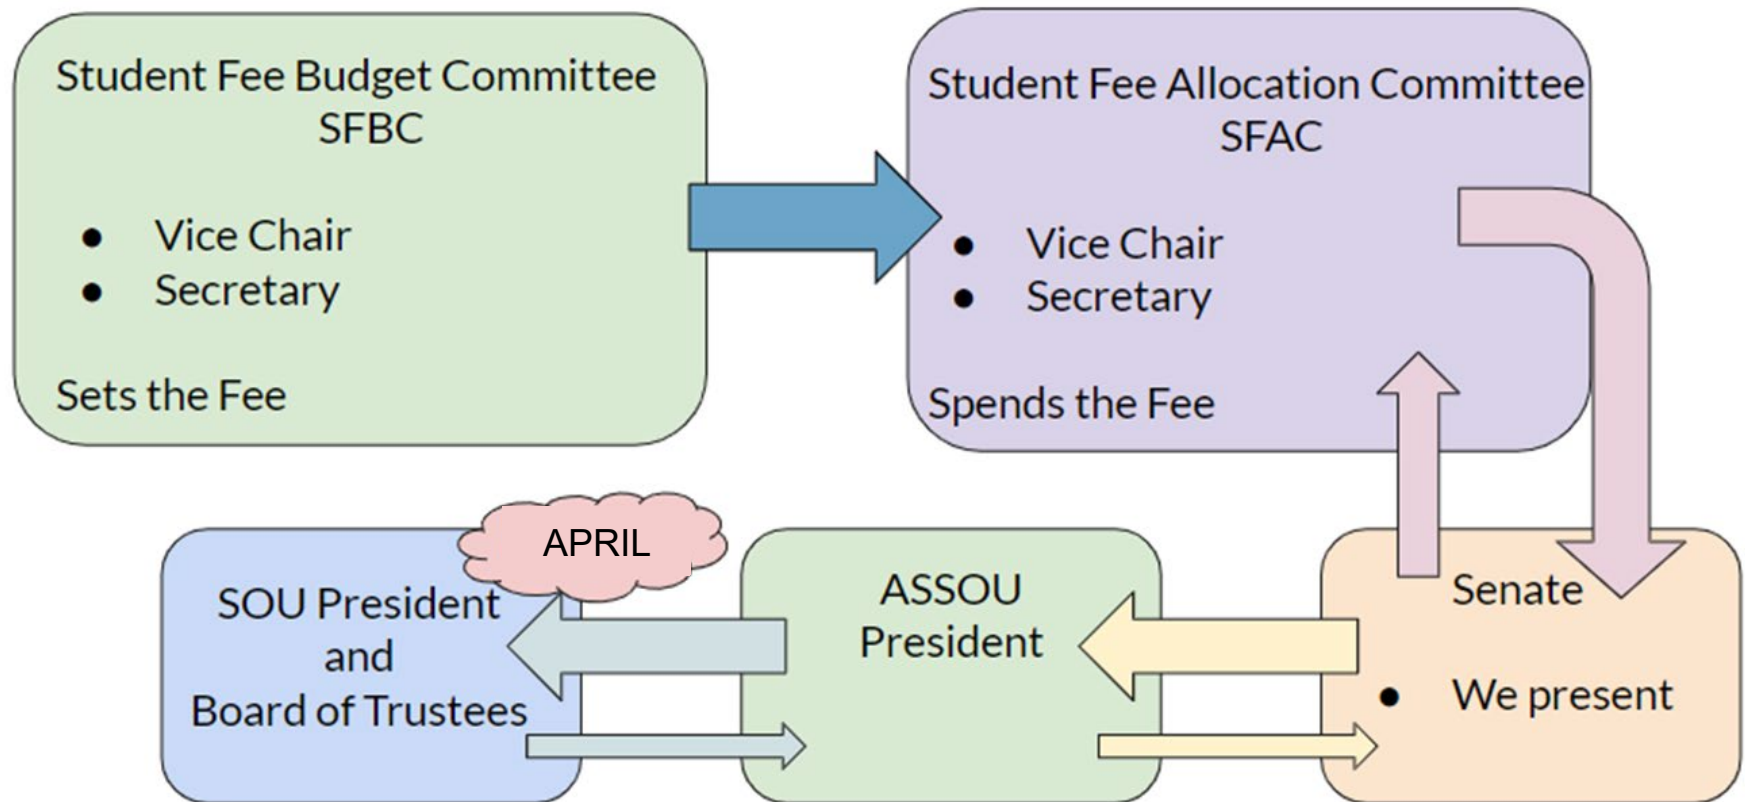 Student Fee Budget Committee
SFBC
● Vice Chair
● Secretary
Sets the Fee
Student Fee Allocation Committee
SFAC
● Vice Chair
● Secretary
Spends the Fee
APRIL
SOU President
and
Board of Trustees
ASSOU
President
Senate
● We present